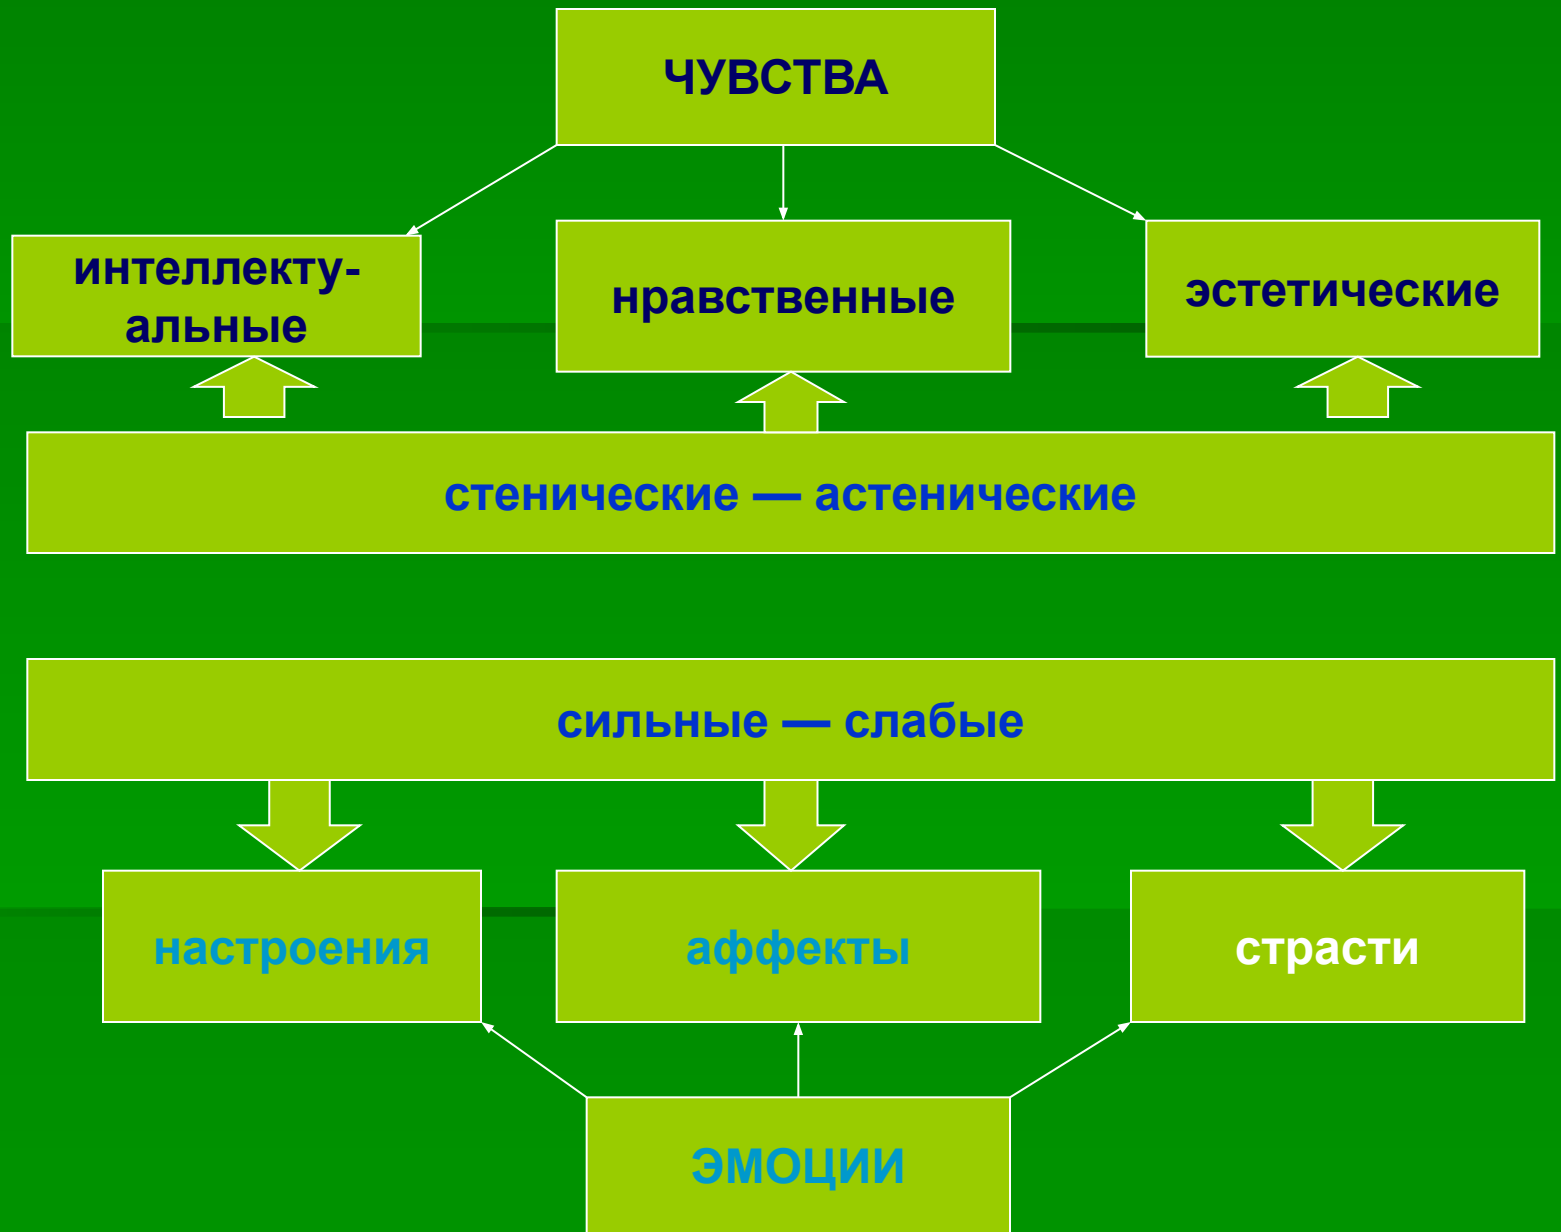 ЧУВСТВА
интеллекту-
альные
нравственные
эстетические
стенические — астенические
сильные — слабые
настроения
аффекты
страсти
ЭМОЦИИ